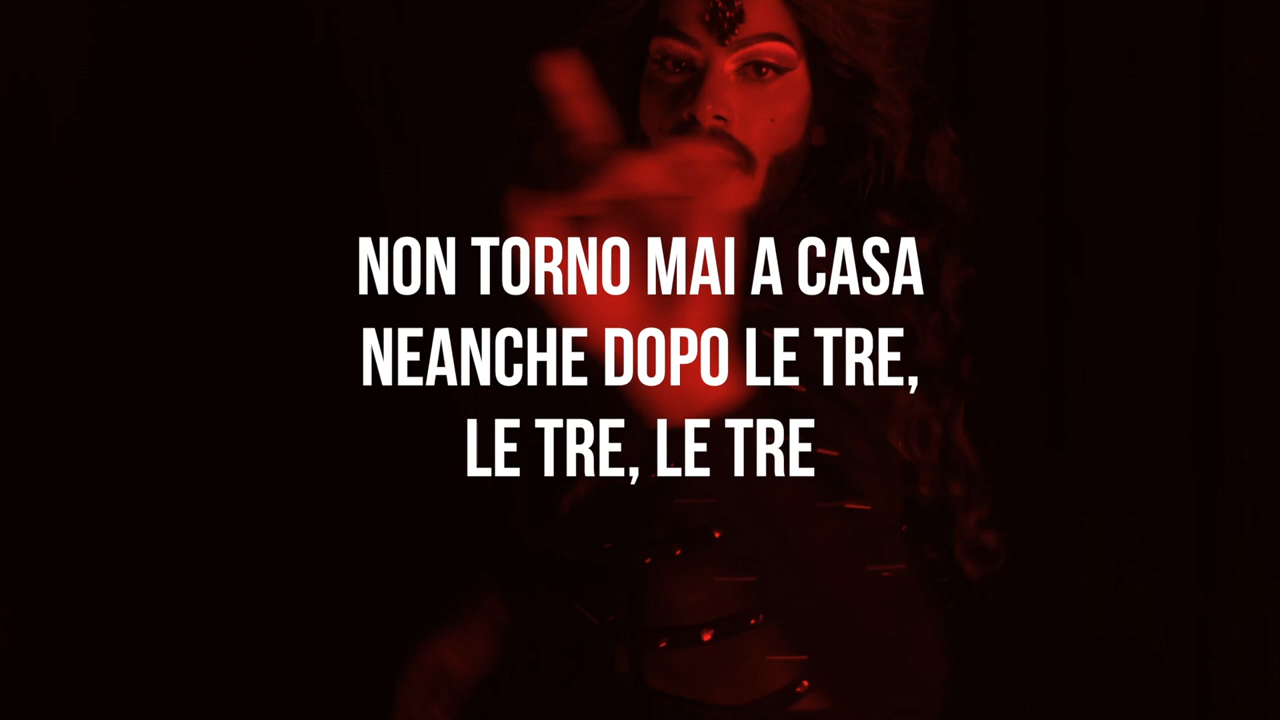 NON TORNO MAI A CASA
NEANCHE DOPO LE TRE,
LE TRE, LE TRE